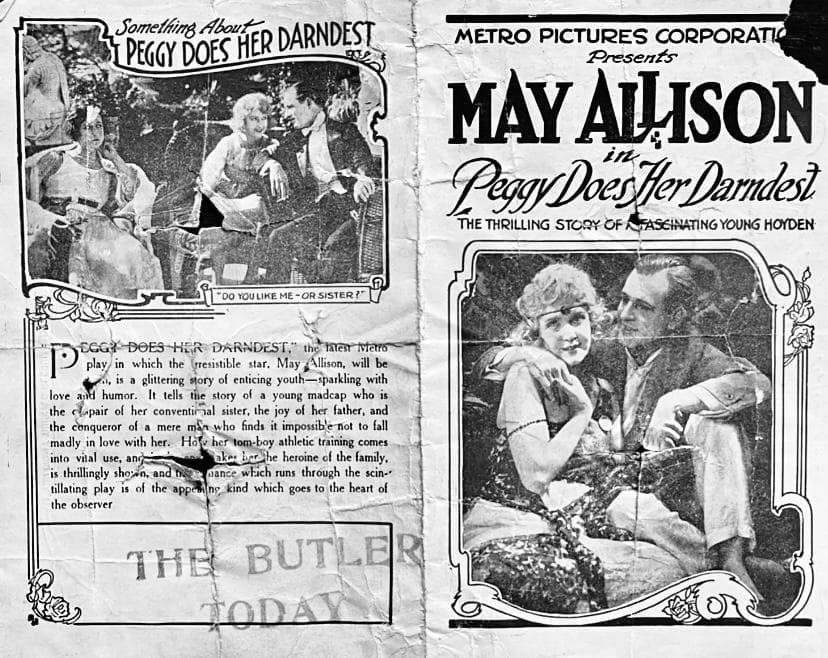 Something About
PEGGY DOES HER DARNDEST
"DO YOU LIKE ME - OR SISTER?"
"PEGGY DOES HER DARNDEST," the latest Metro
play in which the irresistible star, May Allison, will be
, is a glittering story of enticing youth—sparkling with
love and humor. It tells the story of a young madcap who is
the despair of her conventional sister, the joy of her father, and
the conqueror of a mere man who finds it impossible not to fall
madly in love with her. How her tom-boy athletic training comes
into vital use, and makes her the heroine of the family,
is thrillingly shown, and the romance which runs through the scin-
tillating play is of the appealing kind which goes to the heart of
the observer
THE BUTLER
TODAY
METRO PICTURES CORPORATIO
Presents
MAY ALLISON
in
Peggy Does Her Darndest
THE THRILLING STORY OF A FASCINATING YOUNG HOYDEN